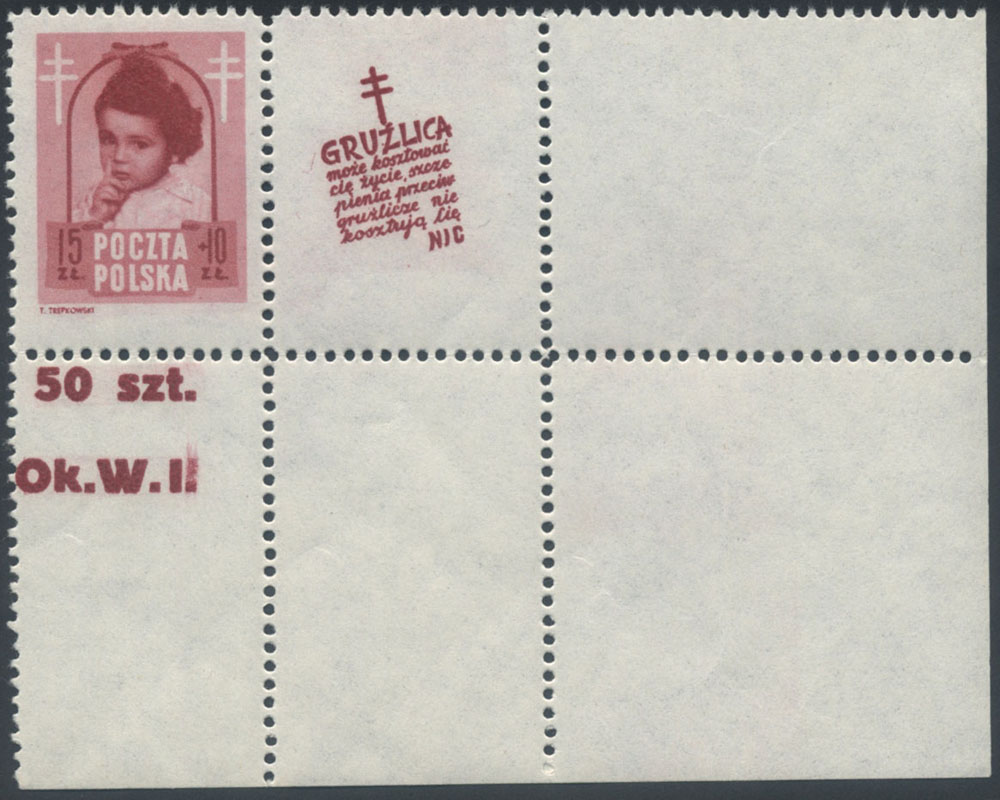 15 ZŁ
POCZTA
POLSKA
+10 ZŁ
T. TREPKOWSKI
GRUŹLICA
może kosztować
cię życie, szcze
pienia przeciw
gruźlicze nie
kosztują Cię
NIC
50 szt.
Ok.W.I.